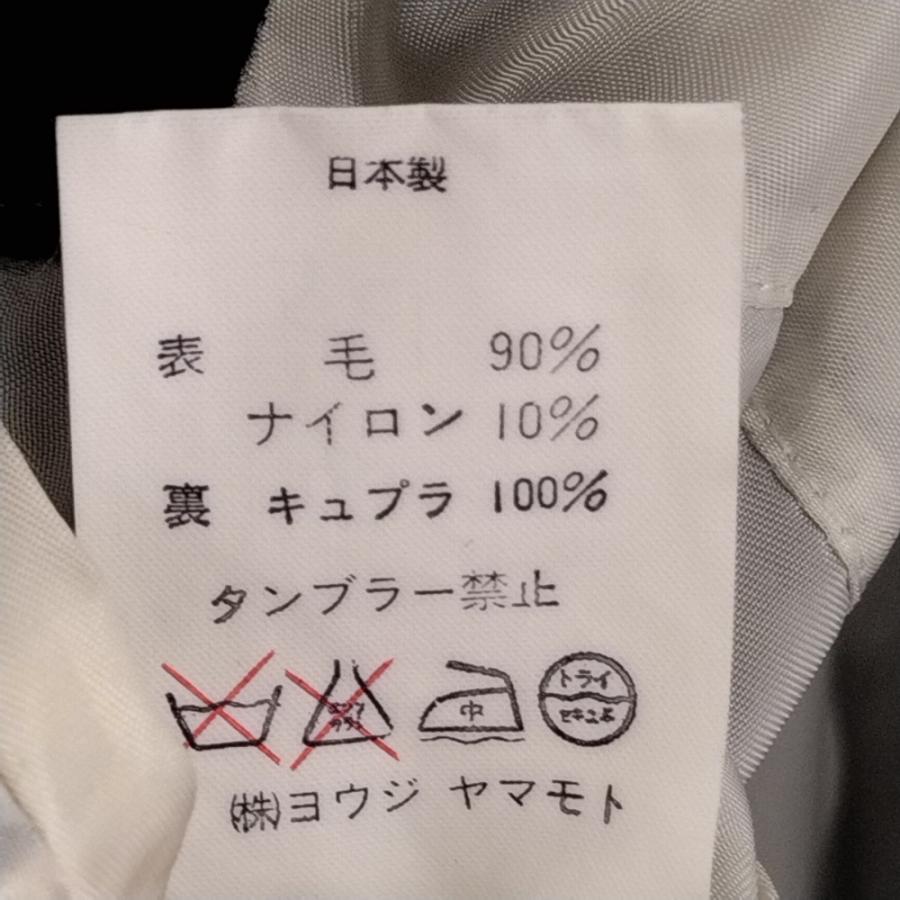 日本製
表 毛 90%
ナイロン 10%
裏 キュプラ 100%
タンブラー禁止
中
ドライ
セキユ系
(株)ヨウジ ヤマモト